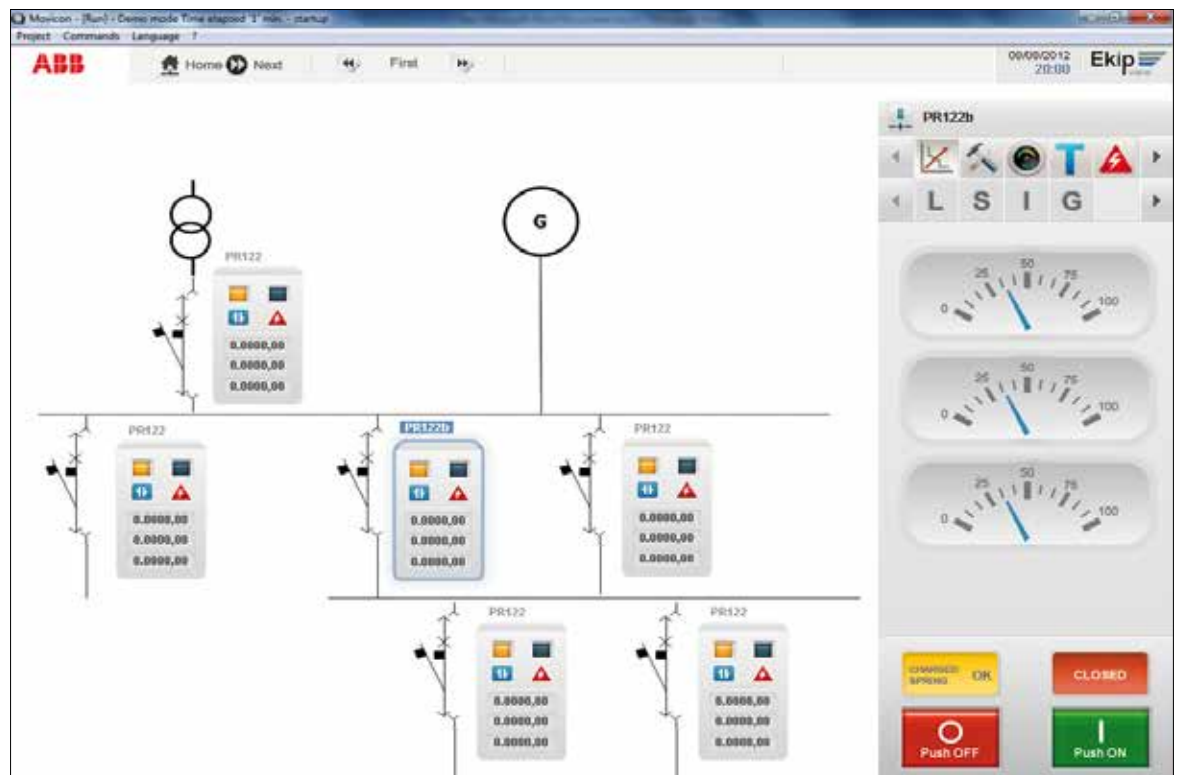 Movicon - [Run] - Demo mode Time elapsed '3' min. - startup
Project Commands Language ?
ABB Home Next First 00/00/2012 20:00 Ekip
PR122b
L S I G
G
PR122
0.0000,00
0.0000,00
0.0000,00
0 25 50 75 100
0 25 50 75 100
0 25 50 75 100
PR122
0.0000,00
0.0000,00
0.0000,00
PR122b
0.0000,00
0.0000,00
0.0000,00
PR122
0.0000,00
0.0000,00
0.0000,00
PR122
0.0000,00
0.0000,00
0.0000,00
PR122
0.0000,00
0.0000,00
0.0000,00
CHARGED SPRING OK
CLOSED
Push OFF
Push ON